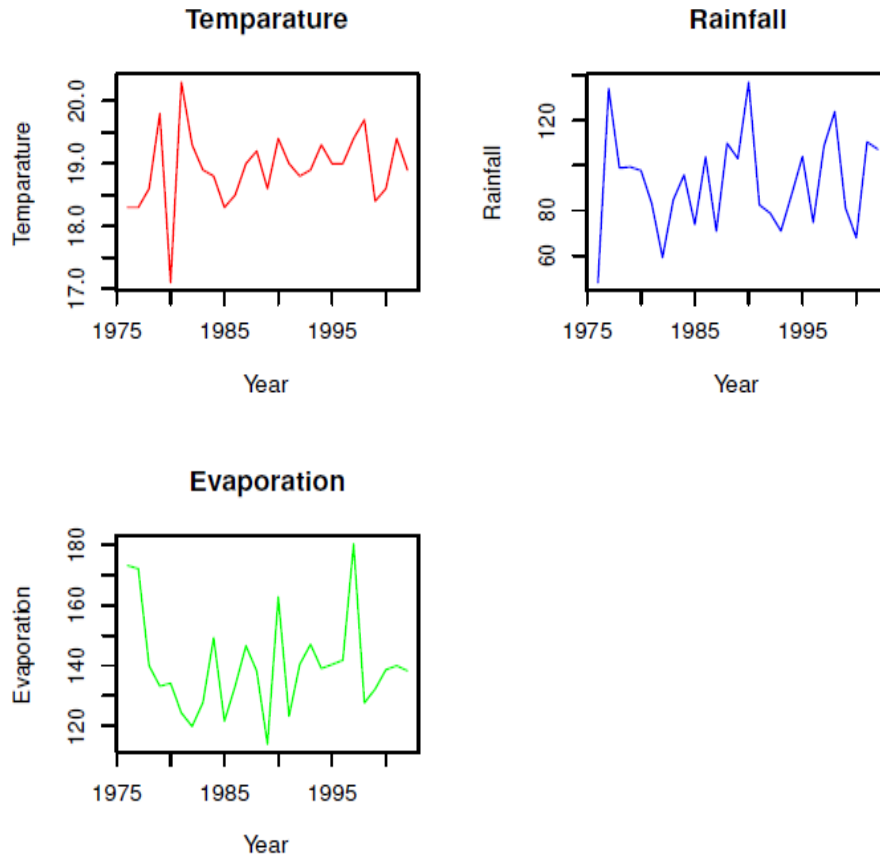 Temparature
Temparature
17.0 18.0 19.0 20.0
1975 1985 1995
Year
Rainfall
Rainfall
60 80 120
1975 1985 1995
Year
Evaporation
Evaporation
120 140 160 180
1975 1985 1995
Year